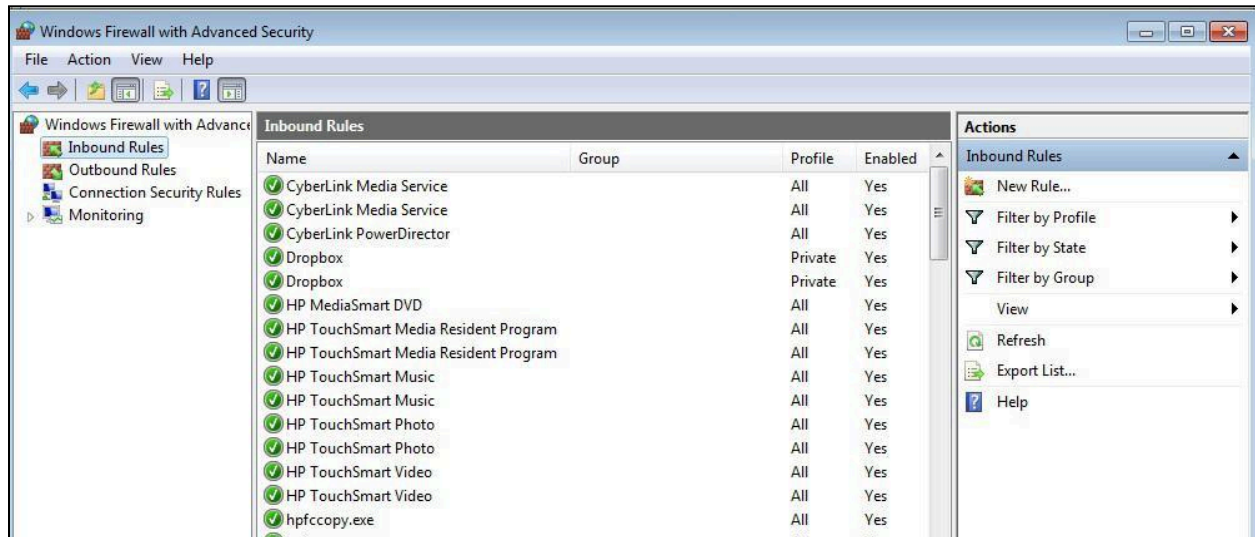 Windows Firewall with Advanced Security
File Action View Help
Windows Firewall with Advance
Inbound Rules
Outbound Rules
Connection Security Rules
Monitoring
Inbound Rules
Name Group Profile Enabled
CyberLink Media Service All Yes
CyberLink Media Service All Yes
CyberLink PowerDirector All Yes
Dropbox Private Yes
Dropbox Private Yes
HP MediaSmart DVD All Yes
HP TouchSmart Media Resident Program All Yes
HP TouchSmart Media Resident Program All Yes
HP TouchSmart Music All Yes
HP TouchSmart Music All Yes
HP TouchSmart Photo All Yes
HP TouchSmart Photo All Yes
HP TouchSmart Video All Yes
HP TouchSmart Video All Yes
hpfccopy.exe All Yes
Actions
Inbound Rules
New Rule...
Filter by Profile
Filter by State
Filter by Group
View
Refresh
Export List...
Help